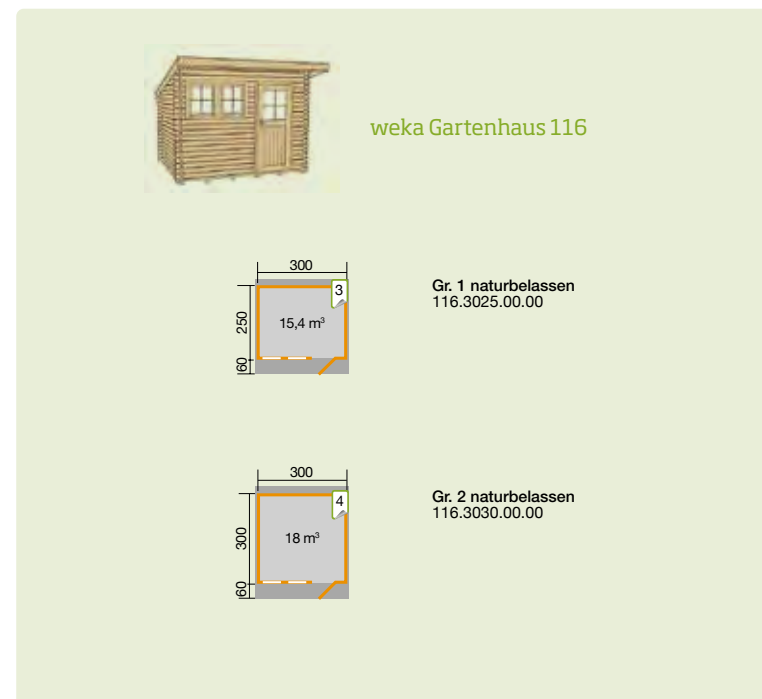 weka Gartenhaus 116
300
3
250
15,4 m³
60
Gr. 1 naturbelassen
116.3025.00.00
300
4
300
18 m³
60
Gr. 2 naturbelassen
116.3030.00.00